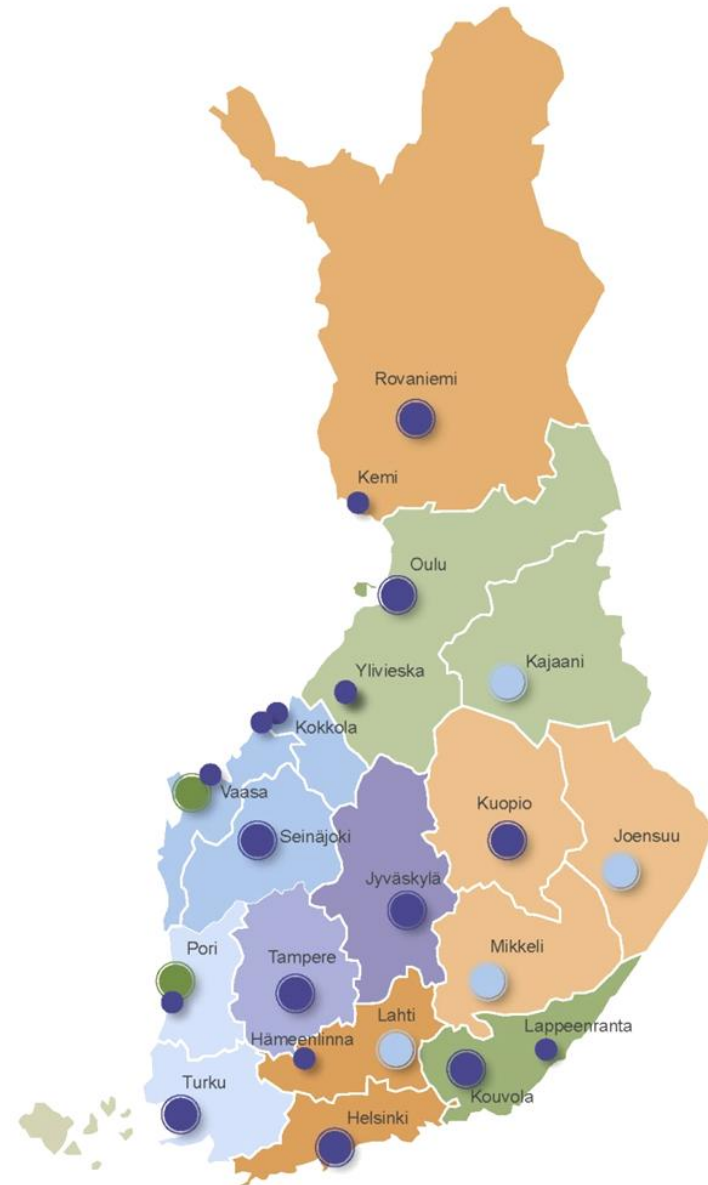 Rovaniemi
Kemi
Oulu
Kajaani
Ylivieska
Kokkola
Vaasa
Kuopio
Seinäjoki
Joensuu
Jyväskylä
Pori
Tampere
Mikkeli
Lahti
Lappeenranta
Hämeenlinna
Turku
Kouvola
Helsinki